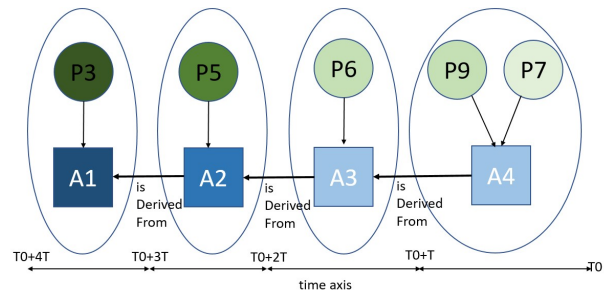 P3
P5
P6
P9
P7
A1
A2
A3
A4
is
Derived
From
is
Derived
From
is
Derived
From
T0+4T
T0+3T
T0+2T
T0+T
T0
time axis